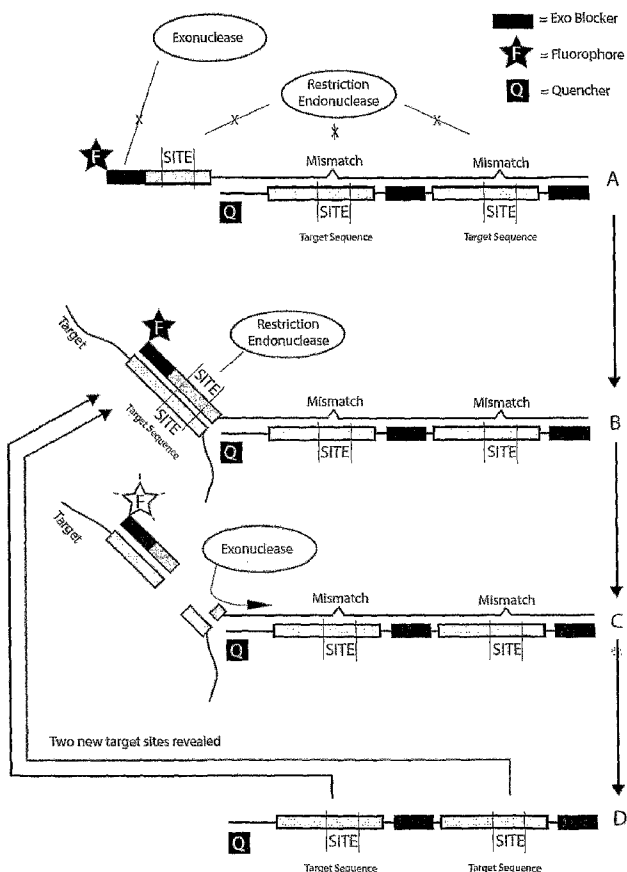 = Exo Blocker
F = Fluorophore
Q = Quencher
Exonuclease
Restriction
Endonuclease
X X X X
F
SITE
Mismatch Mismatch
A
Q
SITE SITE
Target Sequence Target Sequence
Target
F
Restriction
Endonuclease
SITE
SITE
Target Sequence
Mismatch Mismatch
B
Q
SITE SITE
F
Target
Exonuclease
Mismatch Mismatch
C
Q
SITE SITE
Two new target sites revealed
D
Q
SITE SITE
Target Sequence Target Sequence